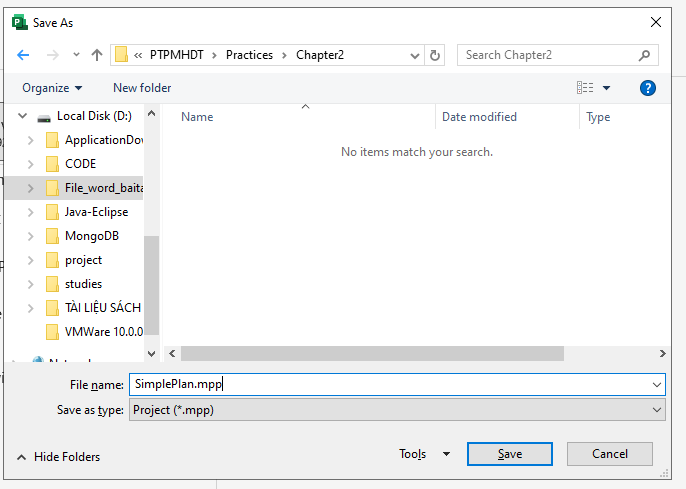 Save As
« PTPMHDT > Practices > Chapter2
Search Chapter2
Organize
New folder
Name
Date modified
Type
No items match your search.
Local Disk (D:)
ApplicationDov
CODE
File_word_baita
Java-Eclipse
MongoDB
project
studies
TÀI LIỆU SÁCH
VMWare 10.0.0
File name: SimplePlan.mpp
Save as type: Project (*.mpp)
Hide Folders
Tools
Save
Cancel